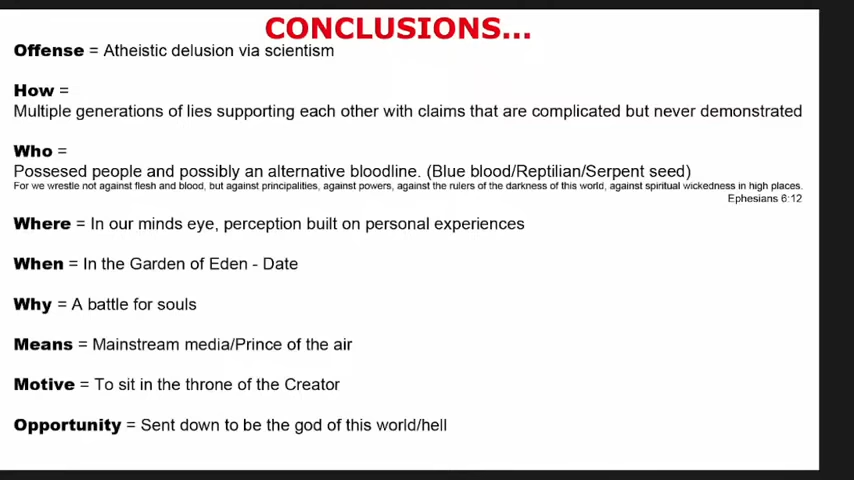 CONCLUSIONS...
Offense = Atheistic delusion via scientism
How =
Multiple generations of lies supporting each other with claims that are complicated but never demonstrated
Who =
Possesed people and possibly an alternative bloodline. (Blue blood/Reptilian/Serpent seed)
For we wrestle not against flesh and blood, but against principalities, against powers, against the rulers of the darkness of this world, against spiritual wickedness in high places.
Ephesians 6:12
Where = In our minds eye, perception built on personal experiences
When = In the Garden of Eden - Date
Why = A battle for souls
Means = Mainstream media/Prince of the air
Motive = To sit in the throne of the Creator
Opportunity = Sent down to be the god of this world/hell